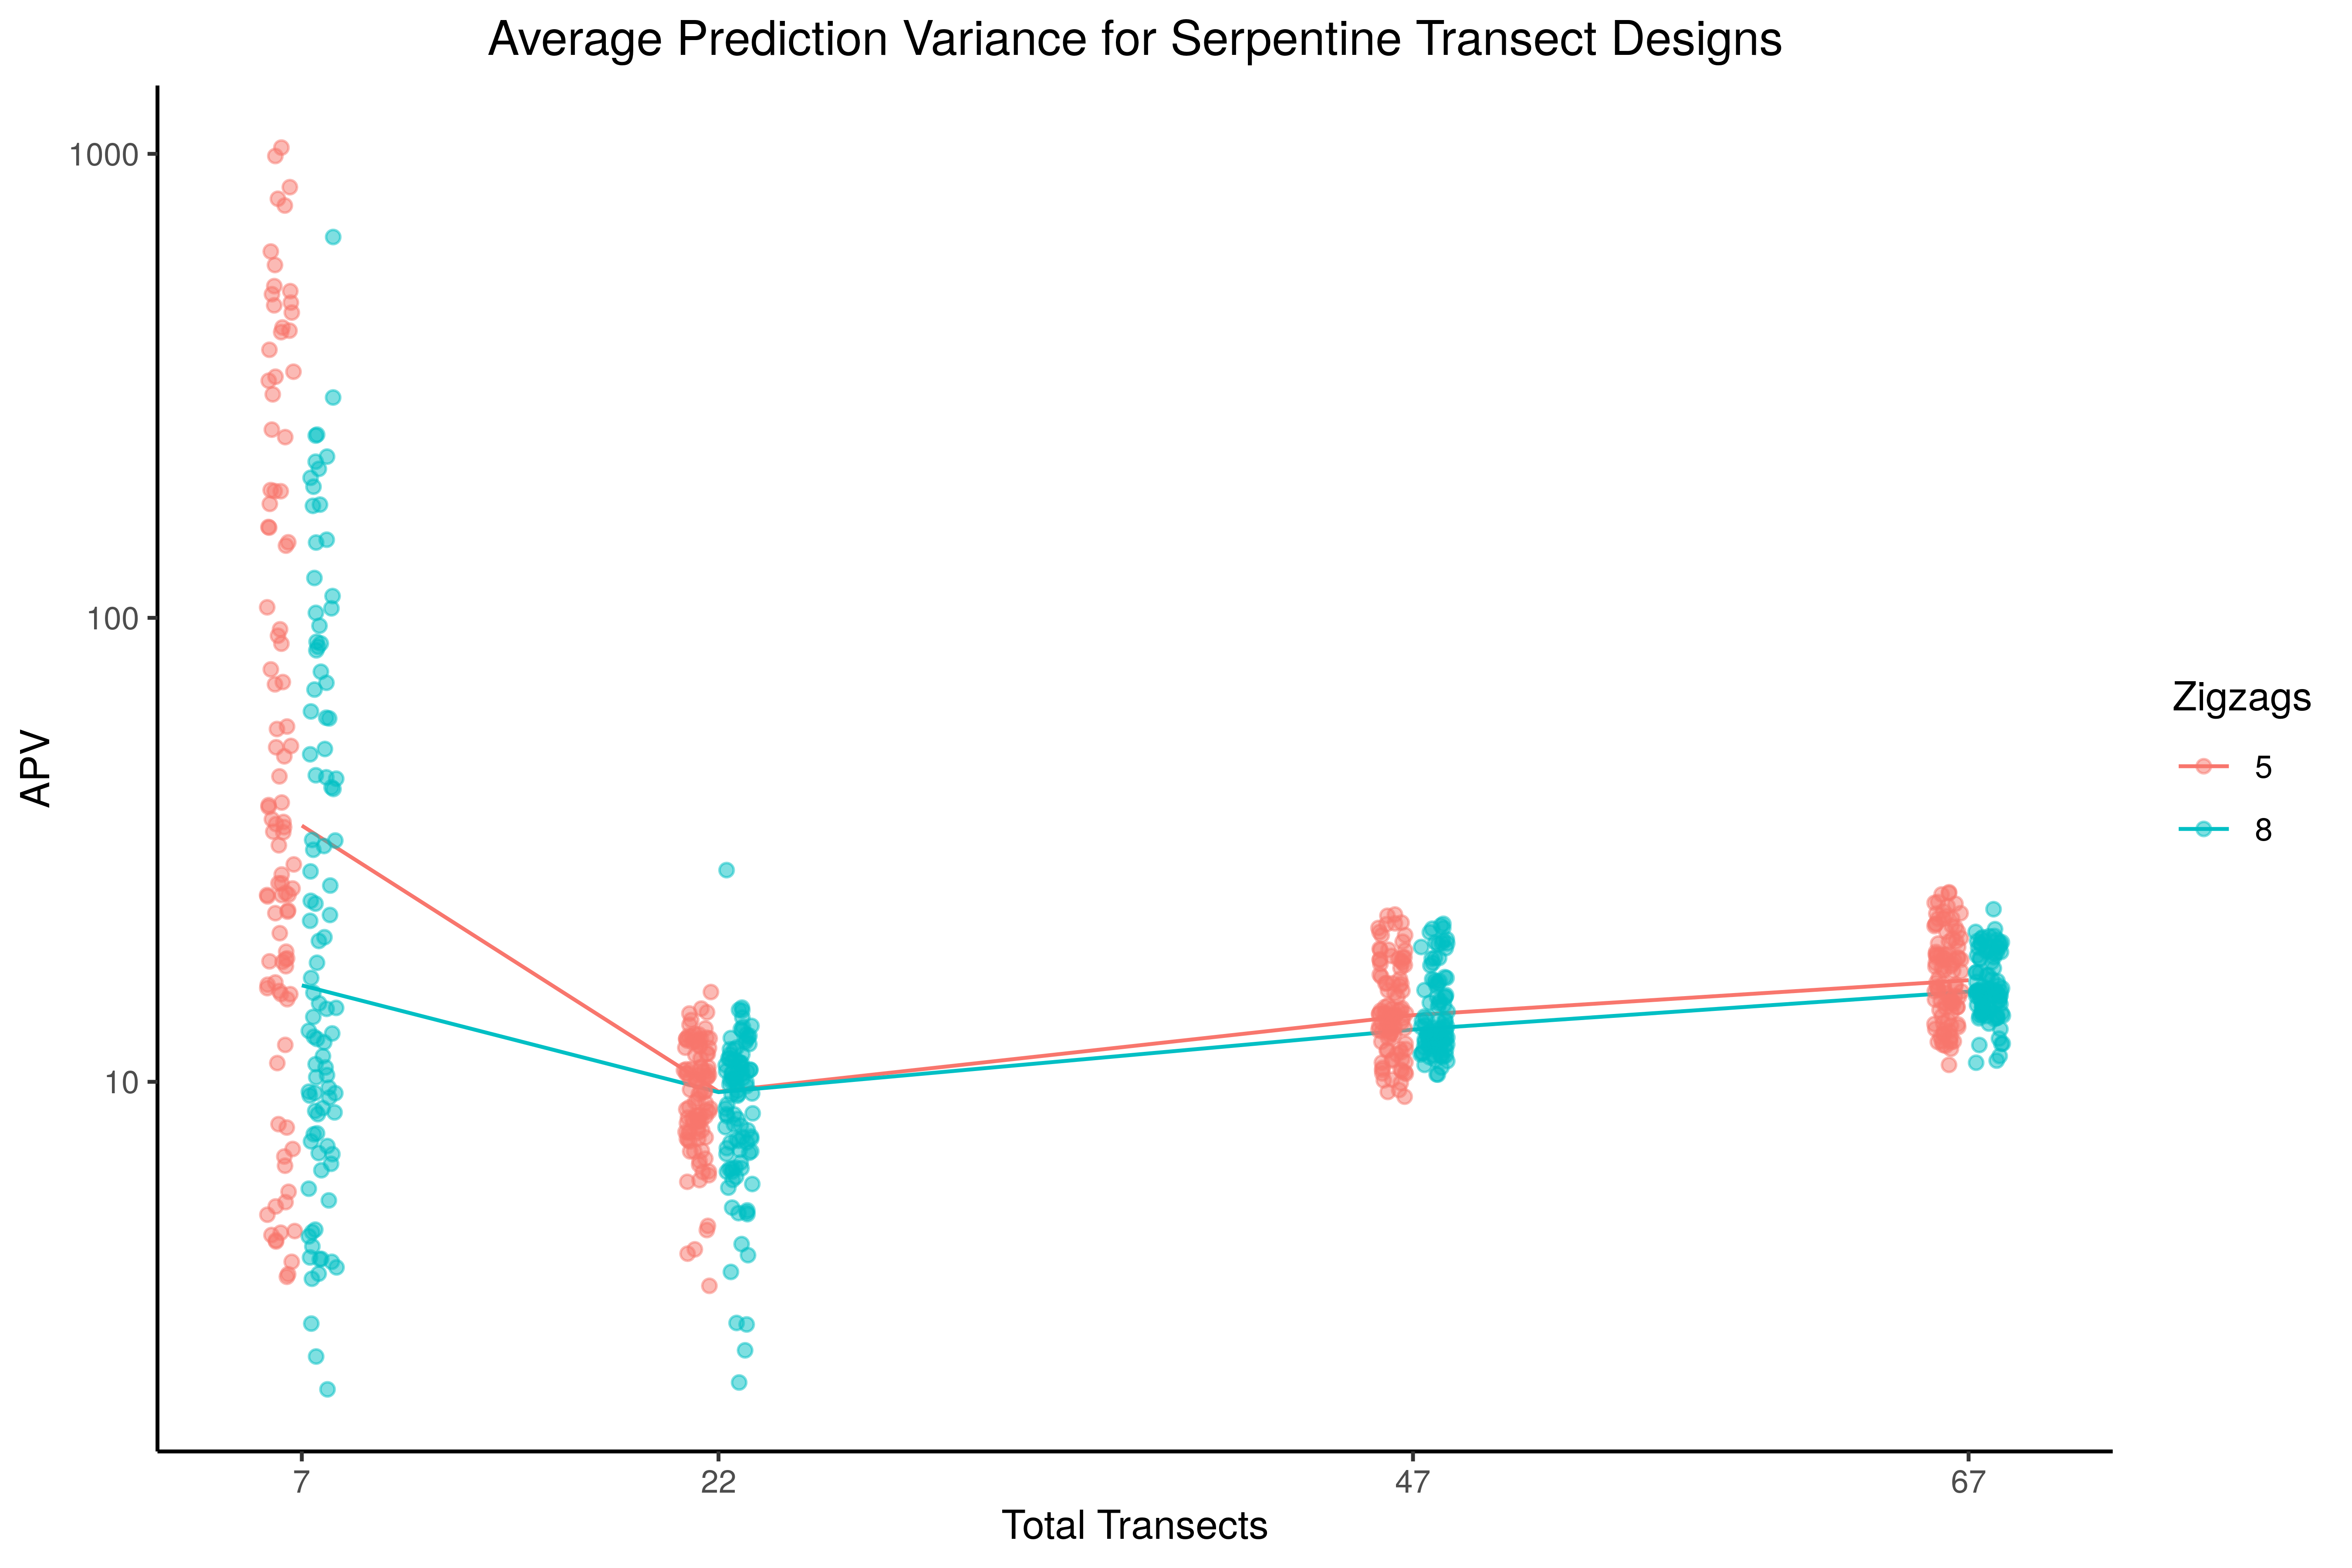 Average Prediction Variance for Serpentine Transect Designs
1000
100
10
APV
7 22 47 67
Total Transects
Zigzags
5
8